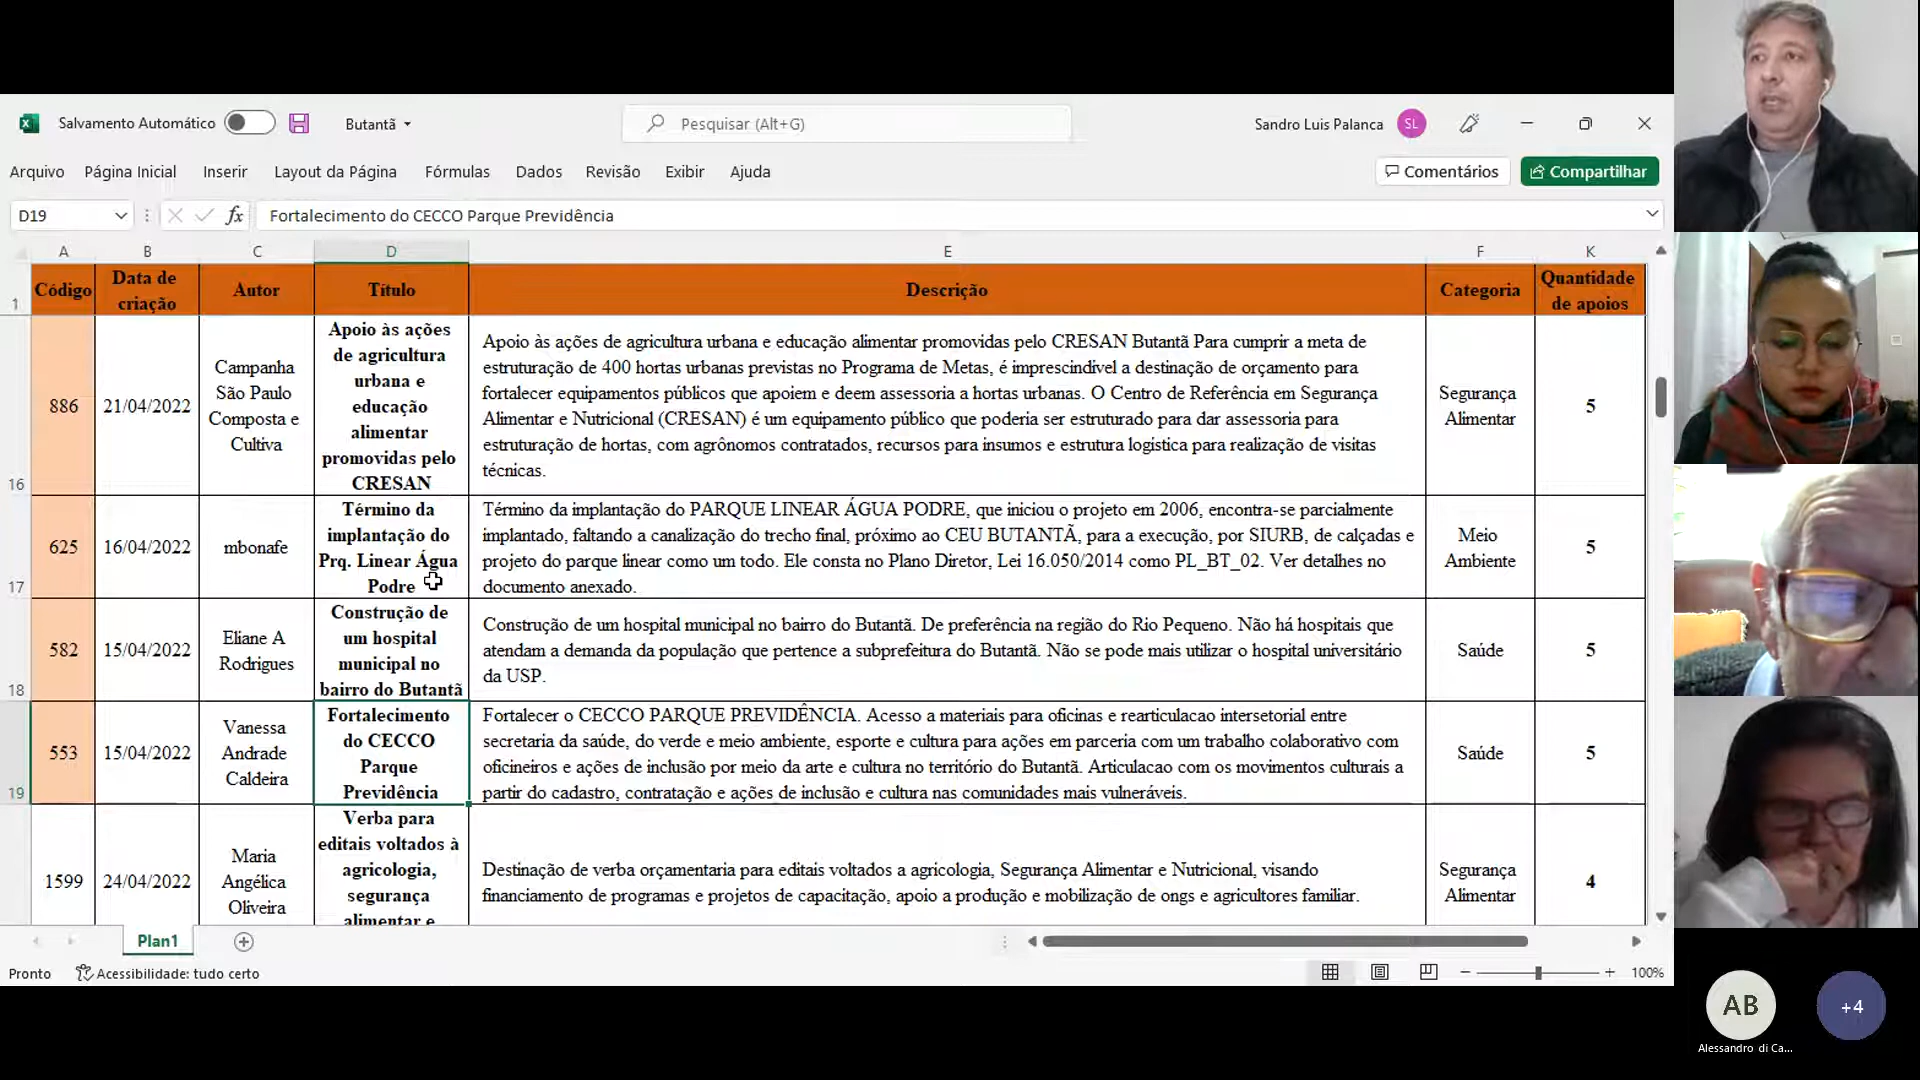 Salvamento Automático
Butantã
Pesquisar (Alt+G)
Sandro Luis Palanca
SL
Arquivo
Página Inicial
Inserir
Layout da Página
Fórmulas
Dados
Revisão
Exibir
Ajuda
Comentários
Compartilhar
D19
fx
Fortalecimento do CECCO Parque Previdência
A
B
C
D
E
F
K
1
Código
Data de
criação
Autor
Título
Descrição
Categoria
Quantidade
de apoios
16
886
21/04/2022
Campanha
São Paulo
Composta e
Cultiva
Apoio às ações
de agricultura
urbana e
educação
alimentar
promovidas pelo
CRESAN
Apoio às ações de agricultura urbana e educação alimentar promovidas pelo CRESAN Butantã Para cumprir a meta de
estruturação de 400 hortas urbanas previstas no Programa de Metas, é imprescindível a destinação de orçamento para
fortalecer equipamentos públicos que apoiem e deem assessoria a hortas urbanas. O Centro de Referência em Segurança
Alimentar e Nutricional (CRESAN) é um equipamento público que poderia ser estruturado para dar assessoria para
estruturação de hortas, com agrônomos contratados, recursos para insumos e estrutura logistica para realização de visitas
técnicas.
Segurança
Alimentar
5
17
625
16/04/2022
mbonafe
Término da
implantação do
Prq. Linear Água
Podre
Término da implantação do PARQUE LINEAR ÁGUA PODRE, que iniciou o projeto em 2006, encontra-se parcialmente
implantado, faltando a canalização do trecho final, próximo ao CEU BUTANTÃ, para a execução, por SIURB, de calçadas e
projeto do parque linear como um todo. Ele consta no Plano Diretor, Lei 16.050/2014 como PL_BT_02. Ver detalhes no
documento anexado.
Meio
Ambiente
5
18
582
15/04/2022
Eliane A
Rodrigues
Construção de
um hospital
municipal no
bairro do Butantã
Construção de um hospital municipal no bairro do Butantã. De preferência na região do Rio Pequeno. Não há hospitais que
atendam a demanda da população que pertence a subprefeitura do Butantã. Não se pode mais utilizar o hospital universitário
da USP.
Saúde
5
19
553
15/04/2022
Vanessa
Andrade
Caldeira
Fortalecimento
do CECCO
Parque
Previdência
Fortalecer o CECCO PARQUE PREVIDÊNCIA. Acesso a materiais para oficinas e rearticulacao intersetorial entre
secretaria da saúde, do verde e meio ambiente, esporte e cultura para ações em parceria com um trabalho colaborativo com
oficineiros e ações de inclusão por meio da arte e cultura no território do Butantã. Articulacao com os movimentos culturais a
partir do cadastro, contratação e ações de inclusão e cultura nas comunidades mais vulneráveis.
Saúde
5
1599
24/04/2022
Maria
Angélica
Oliveira
Verba para
editais voltados à
agricologia,
segurança
alimentar e
Destinação de verba orçamentaria para editais voltados a agricologia, Segurança Alimentar e Nutricional, visando
financiamento de programas e projetos de capacitação, apoio a produção e mobilização de ongs e agricultores familiar.
Segurança
Alimentar
4
Plan1
Pronto
Acessibilidade: tudo certo
100%
AB
+4
Alessandro di Ca...